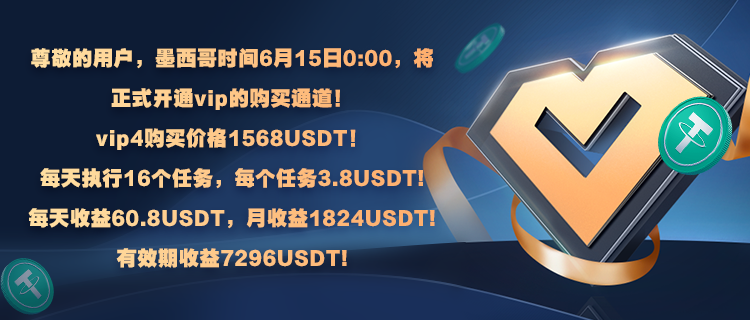 尊敬的用户，墨西哥时间6月15日0:00，将
正式开通vip的购买通道！
vip4购买价格1568USDT！
每天执行16个任务，每个任务3.8USDT!
每天收益60.8USDT，月收益1824USDT!
有效期收益7296USDT!